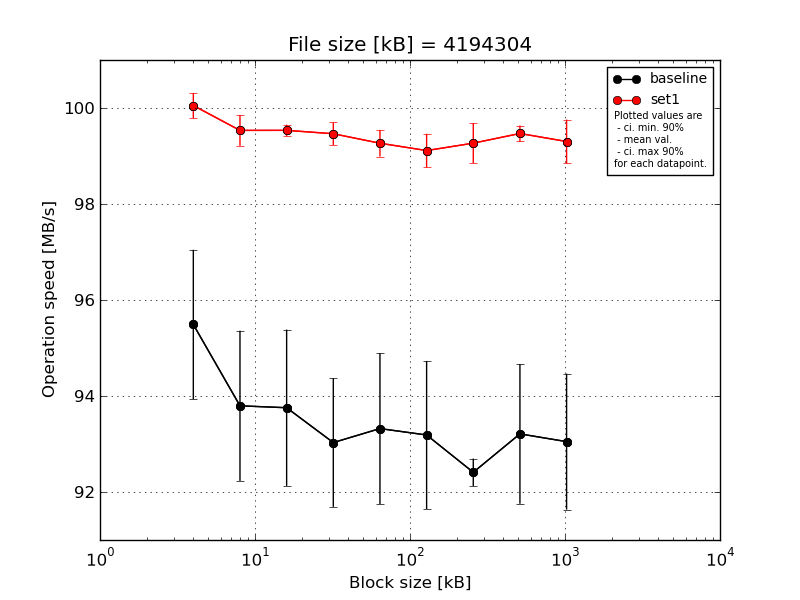 File size [kB] = 4194304
baseline
set1
Plotted values are
- ci. min. 90%
- mean val.
- ci. max 90%
for each datapoint.
100
98
96
94
92
Operation speed [MB/s]
10^0 10^1 10^2 10^3 10^4
Block size [kB]